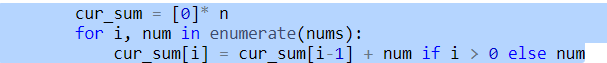 cur_sum = [0]* n
for i, num in enumerate(nums):
    cur_sum[i] = cur_sum[i-1] + num if i > 0 else num